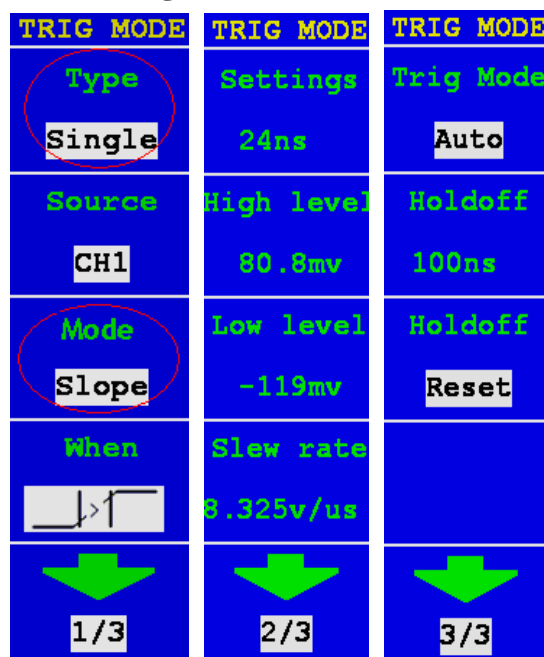 TRIG MODE
Type
Single
Source
CH1
Mode
Slope
When
>
1/3
TRIG MODE
Settings
24ns
High level
80.8mv
Low level
-119mv
Slew rate
8.325v/us
2/3
TRIG MODE
Trig Mode
Auto
Holdoff
100ns
Holdoff
Reset
3/3